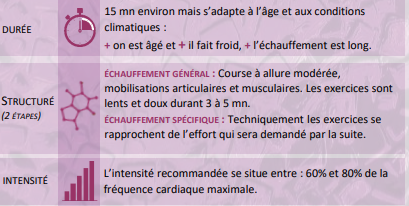 DURÉE
15 mn environ mais s’adapte à l’âge et aux conditions
climatiques :
+ on est âgé et + il fait froid, + l’échauffement est long.
STRUCTURÉ
(2 ÉTAPES)
ÉCHAUFFEMENT GÉNÉRAL : Course à allure modérée,
mobilisations articulaires et musculaires. Les exercices sont
lents et doux durant 3 à 5 mn.
ÉCHAUFFEMENT SPÉCIFIQUE : Techniquement les exercices se
rapprochent de l’effort qui sera demandé par la suite.
INTENSITÉ
L’intensité recommandée se situe entre : 60% et 80% de la
fréquence cardiaque maximale.